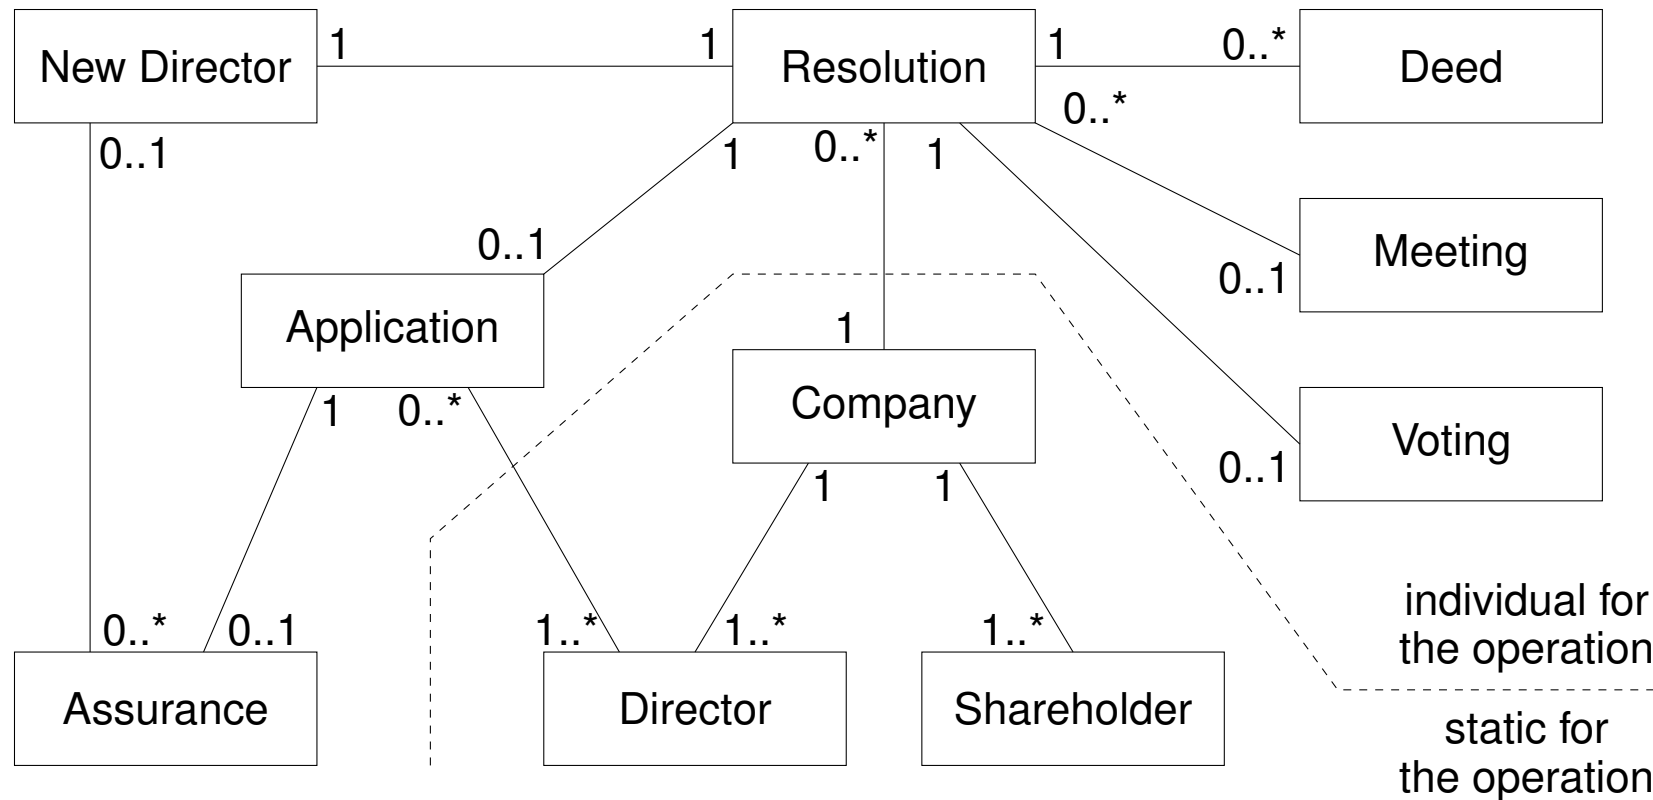 New Director
1
1
Resolution
1
0..*
Deed
0..1
1
0..*
1
0..*
0..1
Meeting
0..1
Application
1
Company
1
0..*
1
1
Voting
0..1
individual for
the operation
0..*
0..1
1..*
1..*
1..*
Assurance
Director
Shareholder
static for
the operation